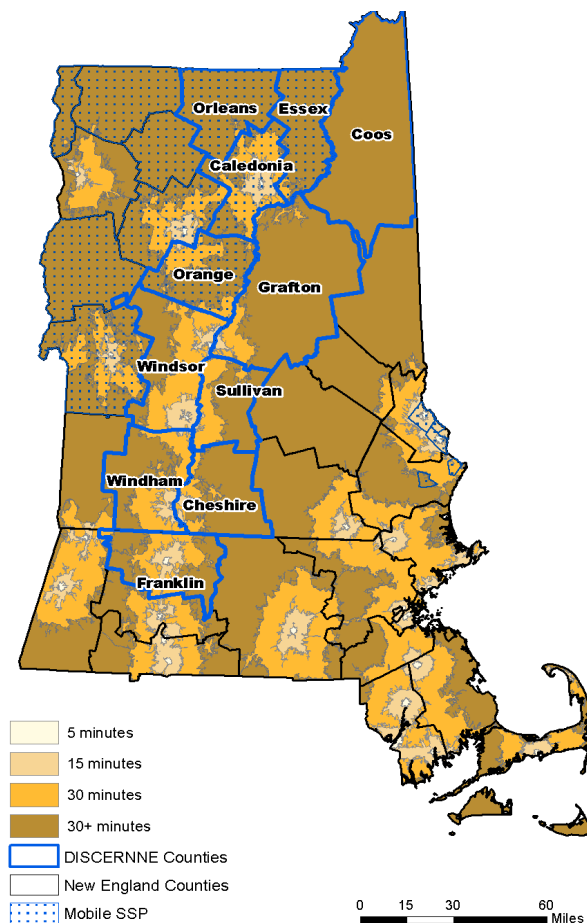 Orleans
Essex
Coos
Caledonia
Orange
Grafton
Windsor
Sullivan
Windham
Cheshire
Franklin
5 minutes
15 minutes
30 minutes
30+ minutes
DISCERNNE Counties
New England Counties
Mobile SSP
0 15 30 60
Miles